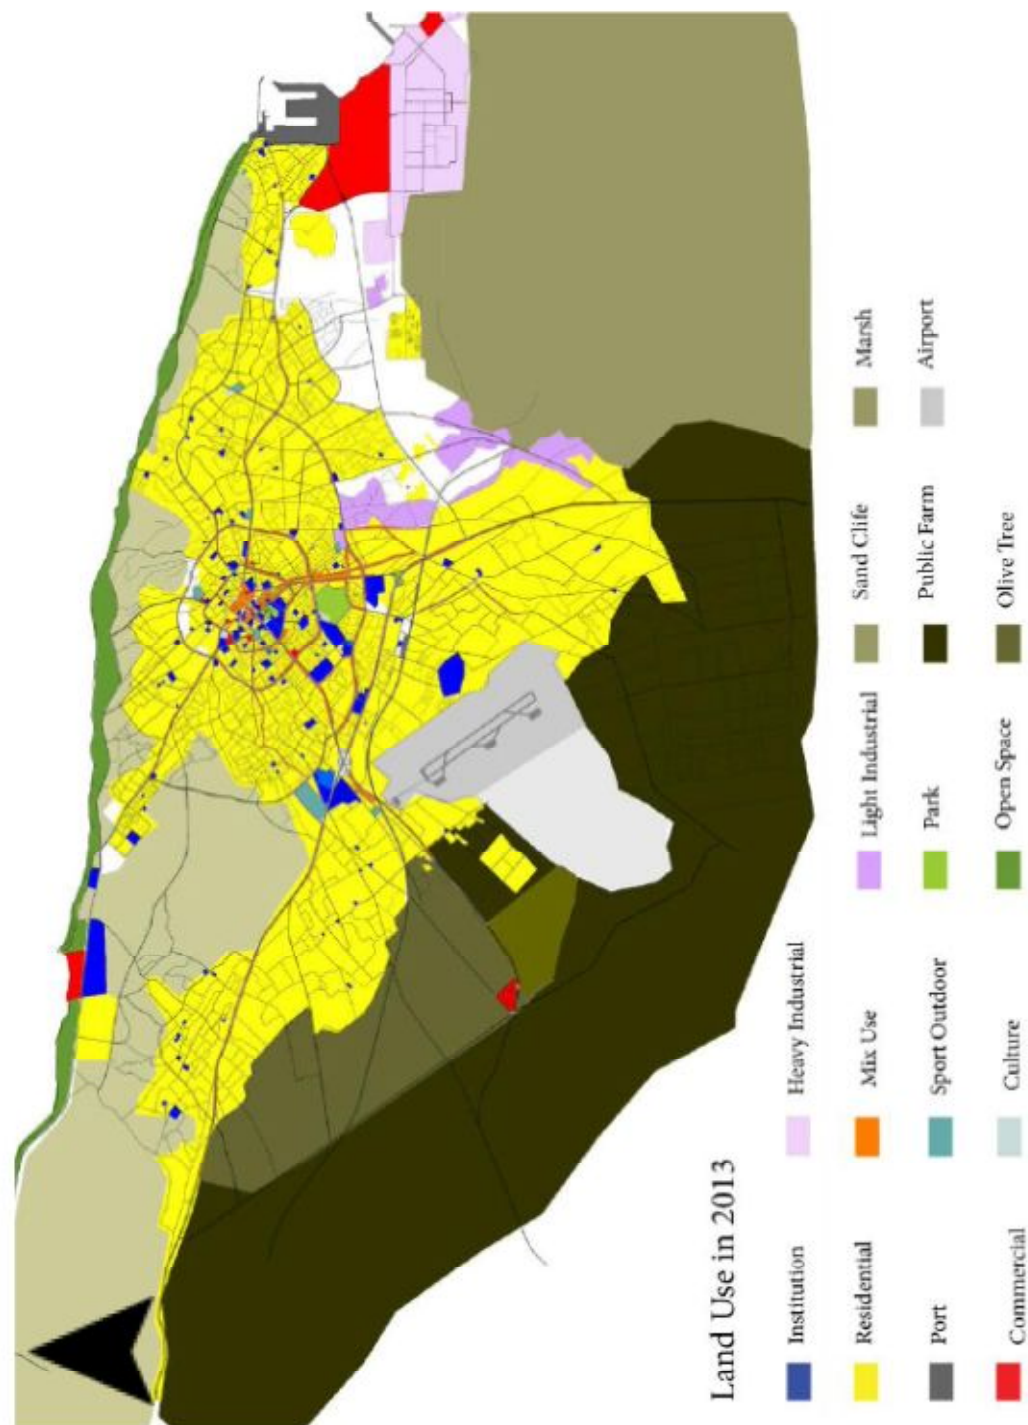 Land Use in 2013
Institution
Heavy Industrial
Light Industrial
Sand Clife
Marsh
Residential
Mix Use
Park
Public Farm
Airport
Port
Sport Outdoor
Open Space
Olive Tree
Commercial
Culture